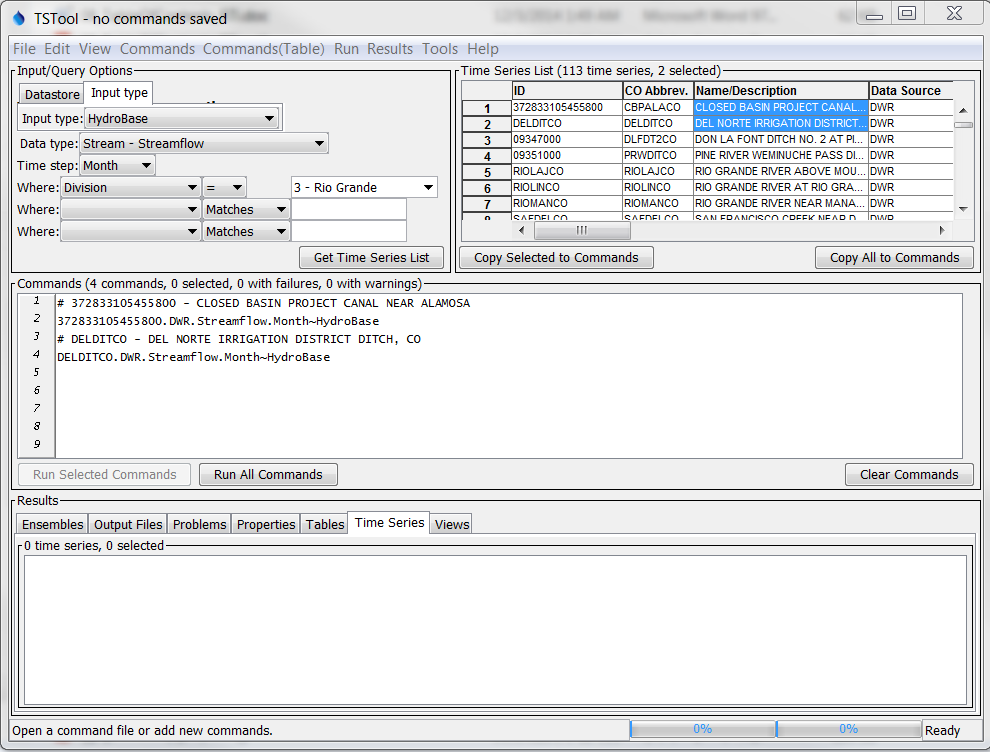 TSTool - no commands saved
File Edit View Commands Commands(Table) Run Results Tools Help
Input/Query Options
Datastore Input type
Input type: HydroBase
Data type: Stream - Streamflow
Time step: Month
Where: Division = 3 - Rio Grande
Where: Matches
Where: Matches
Get Time Series List
Time Series List (113 time series, 2 selected)
ID CO Abbrev. Name/Description Data Source
1 372833105455800 CBPALACO CLOSED BASIN PROJECT CANAL... DWR
2 DELDITCO DELDITCO DEL NORTE IRRIGATION DISTRICT... DWR
3 09347000 DLFDT2CO DON LA FONT DITCH NO. 2 AT PI... DWR
4 09351000 PRWDITCO PINE RIVER WEMINUCHE PASS DI... DWR
5 RIOLAJCO RIOLAJCO RIO GRANDE RIVER ABOVE MOU... DWR
6 RIOLINCO RIOLINCO RIO GRANDE RIVER AT RIO GRA... DWR
7 RIOMANCO RIOMANCO RIO GRANDE RIVER NEAR MANA... DWR
8 SAFDELCO SAFDELCO SAN FRANCISCO CREEK NEAR D... DWR
Copy Selected to Commands Copy All to Commands
Commands (4 commands, 0 selected, 0 with failures, 0 with warnings)
1 # 372833105455800 - CLOSED BASIN PROJECT CANAL NEAR ALAMOSA
2 372833105455800.DWR.Streamflow.Month~HydroBase
3 # DELDITCO - DEL NORTE IRRIGATION DISTRICT DITCH, CO
4 DELDITCO.DWR.Streamflow.Month~HydroBase
5
6
7
8
9
Run Selected Commands Run All Commands Clear Commands
Results
Ensembles Output Files Problems Properties Tables Time Series Views
0 time series, 0 selected
Open a command file or add new commands. 0% 0% Ready